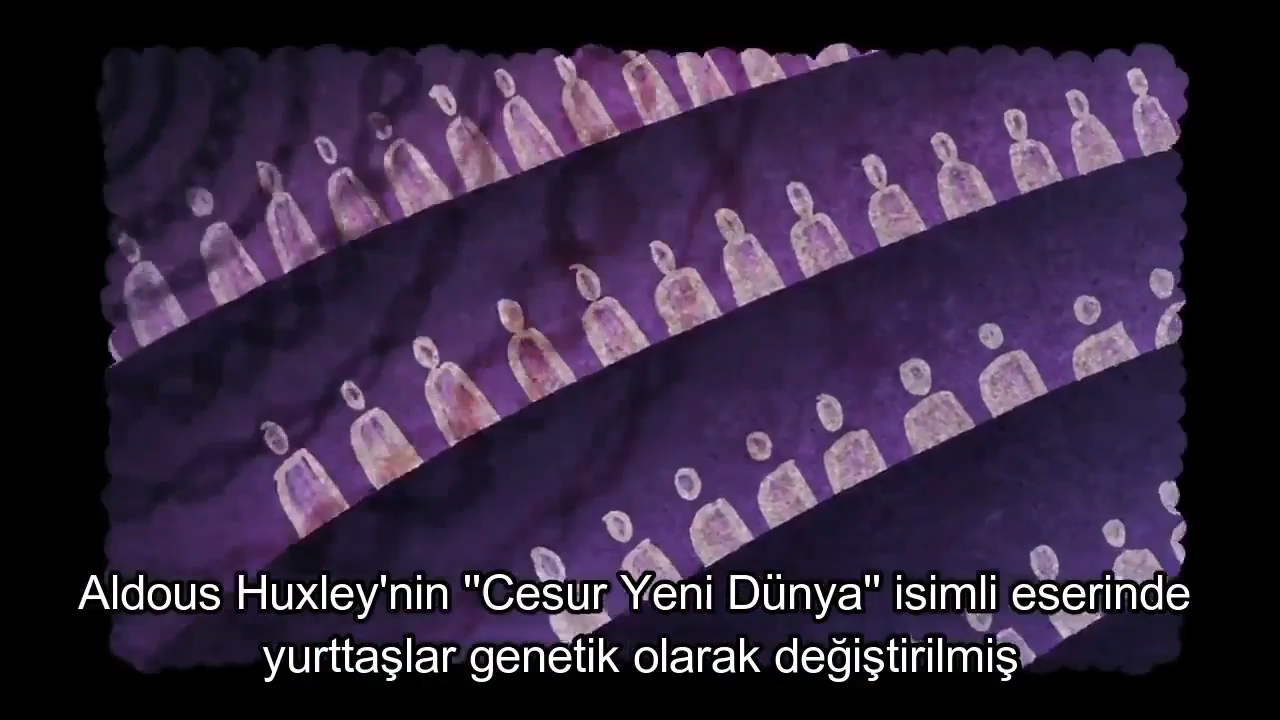 Aldous Huxley'nin "Cesur Yeni Dünya" isimli eserinde
yurttaşlar genetik olarak değiştirilmiş